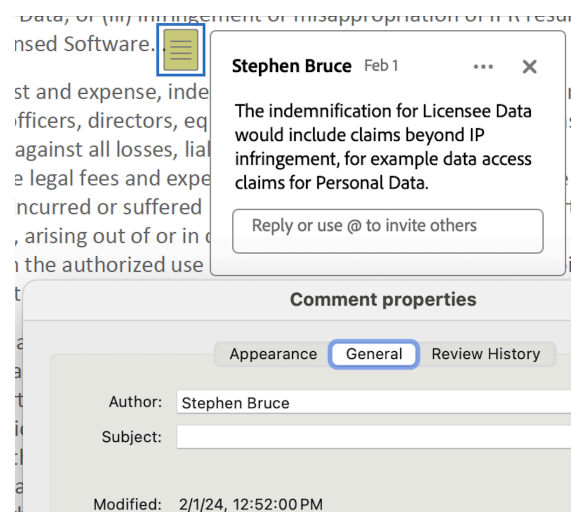 Data, or (iii) infringement or misappropriation of IPR
nsed Software.
Stephen Bruce Feb 1
The indemnification for Licensee Data
would include claims beyond IP
infringement, for example data access
claims for Personal Data.
Reply or use @ to invite others
st and expense, inde
officers, directors, eq
against all losses, lia
e legal fees and expe
ncurred or suffered
, arising out of or in
the authorized use
Comment properties
Appearance General Review History
Author: Stephen Bruce
Subject:
Modified: 2/1/24, 12:52:00 PM